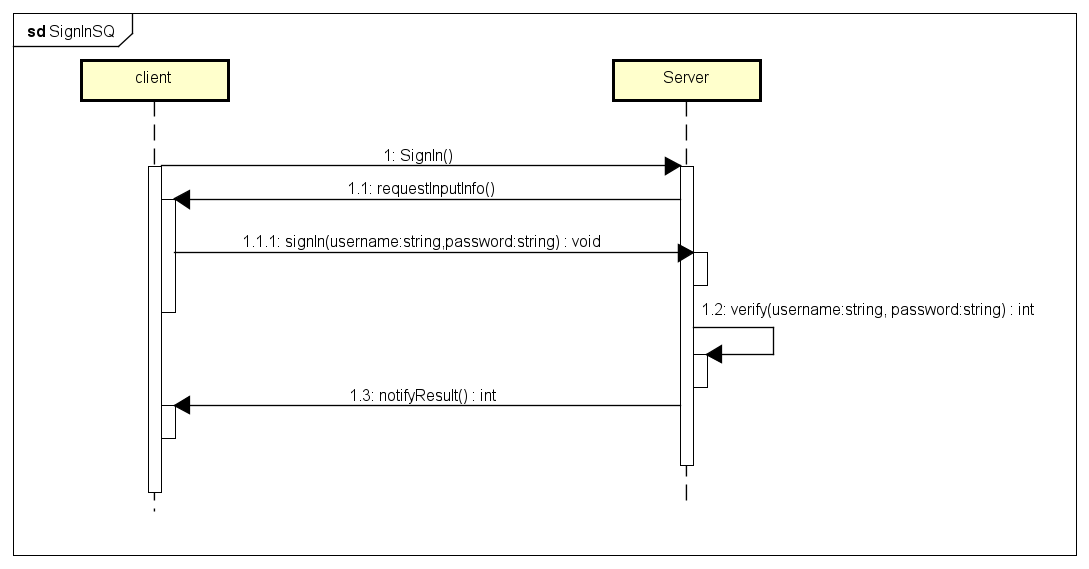 sd SignInSQ
client
Server
1: SignIn()
1.1: requestInputInfo()
1.1.1: signIn(username:string,password:string) : void
1.2: verify(username:string, password:string) : int
1.3: notifyResult() : int